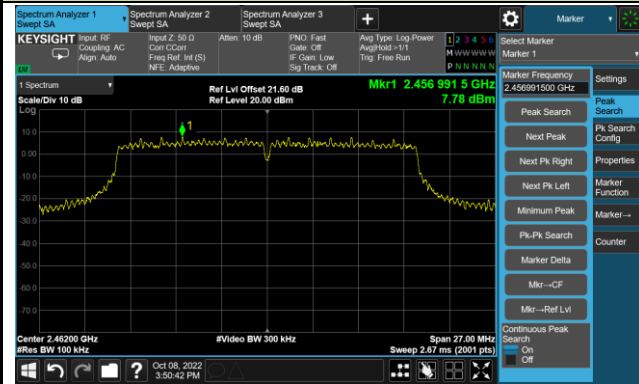 Spectrum Analyzer 1
Swept SA
Spectrum Analyzer 2
Swept SA
Spectrum Analyzer 3
Swept SA
Marker
KEYSIGHT
Input: RF
Coupling: AC
Align: Auto
Input Z: 50 Ω
Corr CCorr
Freq Ref: Int (S)
NFE: Adaptive
Atten: 10 dB
PNO: Fast
Gate: Off
IF Gain: Low
Sig Track: Off
Avg Type: Log-Power
Avg|Hold:>1/1
Trig: Free Run
1 2 3 4 5 6
M W W W W W
P N N N N N
LXI
Select Marker
Marker 1
1 Spectrum
Scale/Div 10 dB
Log
Ref Lvl Offset 21.60 dB
Ref Level 20.00 dBm
Mkr1 2.456 991 5 GHz
7.78 dBm
1
10.0
0.00
-10.0
-20.0
-30.0
-40.0
-50.0
-60.0
-70.0
Center 2.46200 GHz
#Res BW 100 kHz
#Video BW 300 kHz
Span 27.00 MHz
Sweep 2.67 ms (2001 pts)
Marker Frequency
2.456991500 GHz
Peak Search
Next Peak
Next Pk Right
Next Pk Left
Minimum Peak
Pk-Pk Search
Marker Delta
Mkr→CF
Mkr→Ref Lvl
Continuous Peak
Search
On
Off
Settings
Peak
Search
Pk Search
Config
Properties
Marker
Function
Marker→
Counter
?
Oct 08, 2022
3:50:42 PM